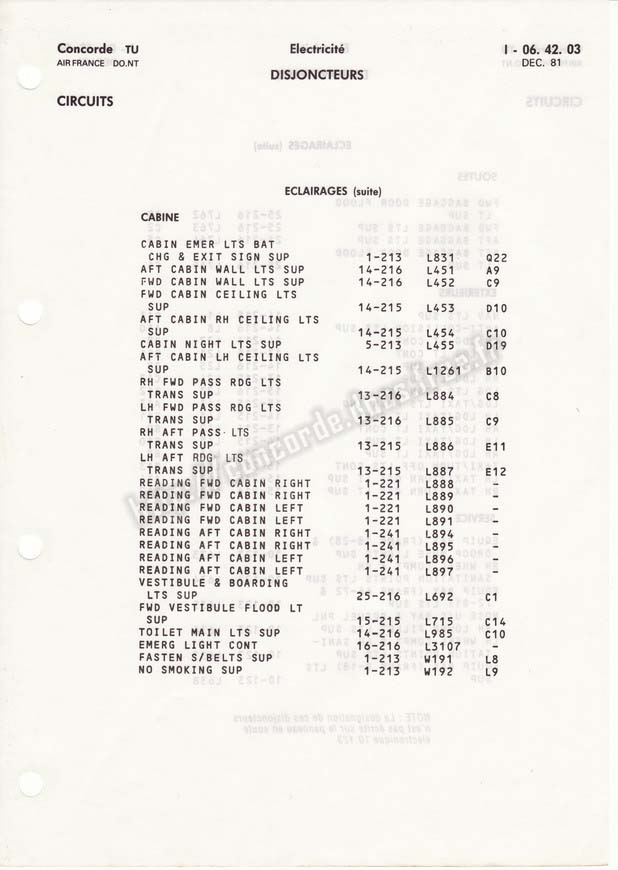 Concorde TU Electricité I - 06. 42. 03
AIR FRANCE DO.NT DEC. 81
DISJONCTEURS
CIRCUITS
ECLAIRAGES (suite)
CABINE
CABIN EMER LTS BAT
CHG & EXIT SIGN SUP 1-213 L831 Q22
AFT CABIN WALL LTS SUP 14-216 L451 A9
FWD CABIN WALL LTS SUP 14-216 L452 C9
FWD CABIN CEILING LTS
SUP 14-215 L453 D10
AFT CABIN RH CEILING LTS
SUP 14-215 L454 C10
CABIN NIGHT LTS SUP 5-213 L455 D19
AFT CABIN LH CEILING LTS
SUP 14-215 L1261 B10
RH FWD PASS RDG LTS
TRANS SUP 13-216 L884 C8
LH FWD PASS RDG LTS
TRANS SUP 13-216 L885 C9
RH AFT PASS LTS
TRANS SUP 13-215 L886 E11
LH AFT RDG LTS
TRANS SUP 13-215 L887 E12
READING FWD CABIN RIGHT 1-221 L888 -
READING FWD CABIN RIGHT 1-221 L889 -
READING FWD CABIN LEFT 1-221 L890 -
READING FWD CABIN LEFT 1-221 L891 -
READING AFT CABIN RIGHT 1-241 L894 -
READING AFT CABIN RIGHT 1-241 L895 -
READING AFT CABIN LEFT 1-241 L896 -
READING AFT CABIN LEFT 1-241 L897 -
VESTIBULE & BOARDING
LTS SUP 25-216 L692 C1
FWD VESTIBULE FLOOD LT
SUP 15-215 L715 C14
TOILET MAIN LTS SUP 14-216 L985 C10
EMERG LIGHT CONT 16-216 L3107 -
FASTEN S/BELTS SUP 1-213 W191 L8
NO SMOKING SUP 1-213 W192 L9